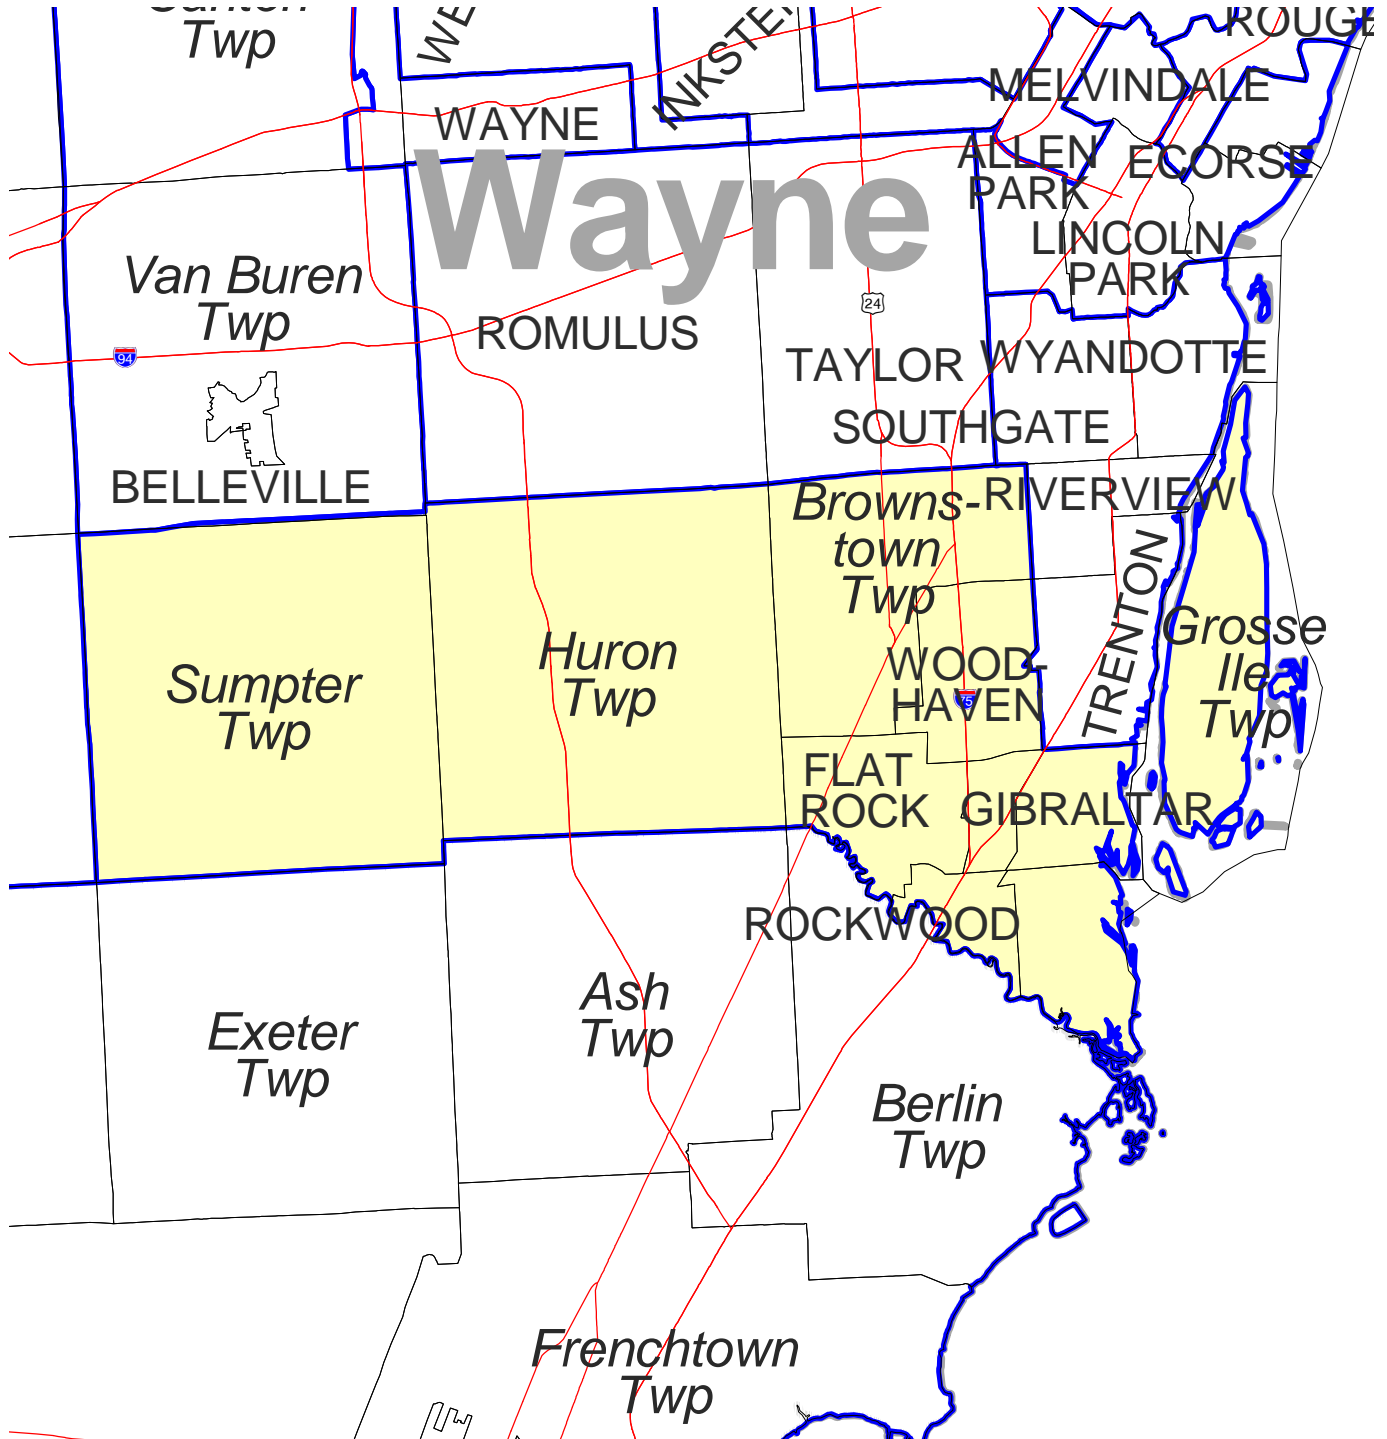 Twp
ROUGE
MELVINDALE
WAYNE
INKSTER
ALLEN
PARK
ECORSE
Wayne
LINCOLN
PARK
Van Buren
Twp
24
ROMULUS
94
TAYLOR
WYANDOTTE
SOUTHGATE
BELLEVILLE
RIVERVIEW
Browns-
town
Twp
TRENTON
Grosse
Ile
Twp
Huron
Twp
WOOD-
HAVEN
75
Sumpter
Twp
FLAT
ROCK
GIBRALTAR
ROCKWOOD
Ash
Twp
Exeter
Twp
Berlin
Twp
Frenchtown
Twp